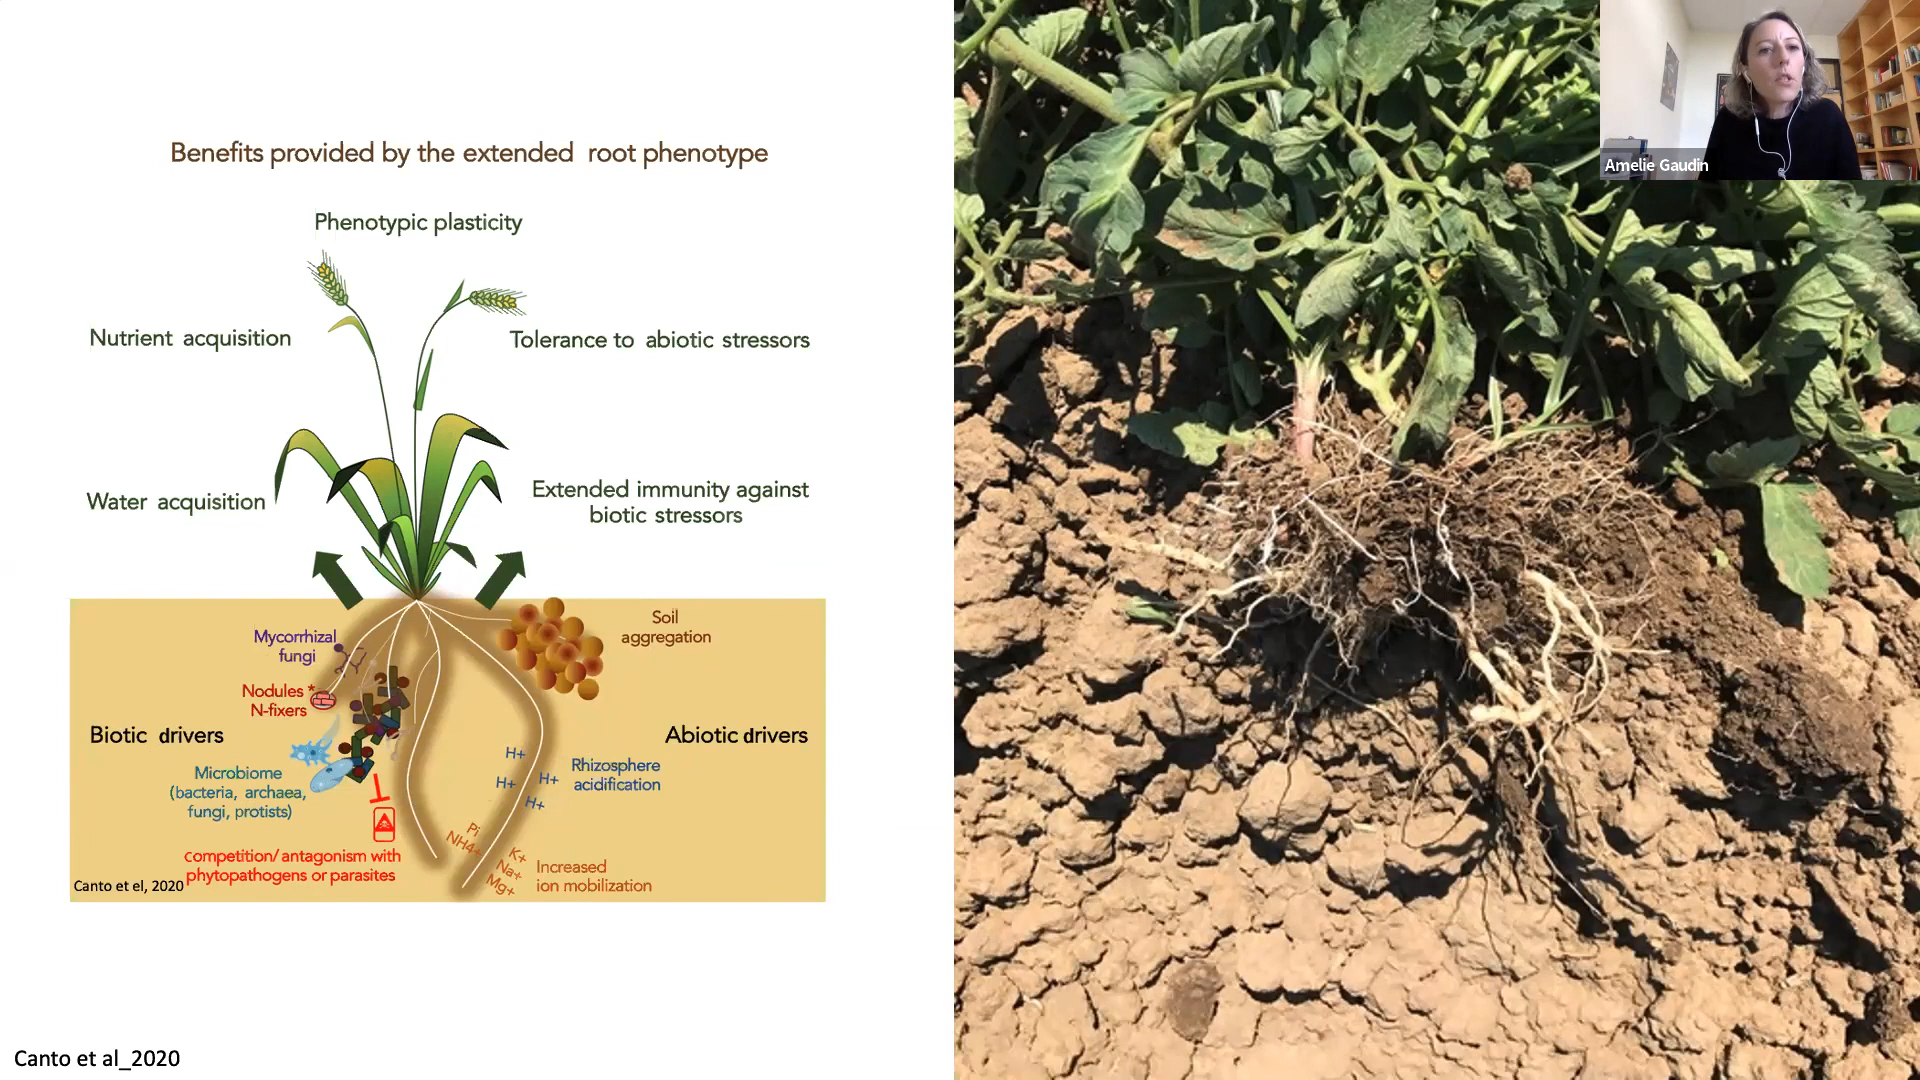 Benefits provided by the extended root phenotype
Phenotypic plasticity
Nutrient acquisition
Tolerance to abiotic stressors
Water acquisition
Extended immunity against
biotic stressors
Mycorrhizal
fungi
Nodules *
N-fixers
Biotic drivers
Microbiome
(bacteria, archaea,
fungi, protists)
competition/ antagonism with
phytopathogens or parasites
Canto et el, 2020
Soil
aggregation
Abiotic drivers
H+
H+
H+
H+
Rhizosphere
acidification
Pi
NH4+
K+
Na+
Mg+
Increased
ion mobilization
Canto et al_2020
Amelie Gaudin